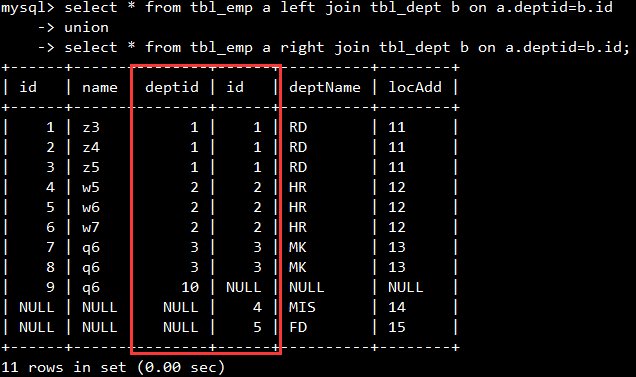 mysql> select * from tbl_emp a left join tbl_dept b on a.deptid=b.id
    -> union
    -> select * from tbl_emp a right join tbl_dept b on a.deptid=b.id;
+------+------+--------+------+----------+--------+
| id   | name | deptid | id   | deptName | locAdd |
+------+------+--------+------+----------+--------+
|    1 | z3   |      1 |    1 | RD       | 11     |
|    2 | z4   |      1 |    1 | RD       | 11     |
|    3 | z5   |      1 |    1 | RD       | 11     |
|    4 | w5   |      2 |    2 | HR       | 12     |
|    5 | w6   |      2 |    2 | HR       | 12     |
|    6 | w7   |      2 |    2 | HR       | 12     |
|    7 | q6   |      3 |    3 | MK       | 13     |
|    8 | q6   |      3 |    3 | MK       | 13     |
|    9 | q6   |     10 | NULL | NULL     | NULL   |
| NULL | NULL |   NULL |    4 | MIS      | 14     |
| NULL | NULL |   NULL |    5 | FD       | 15     |
+------+------+--------+------+----------+--------+
11 rows in set (0.00 sec)